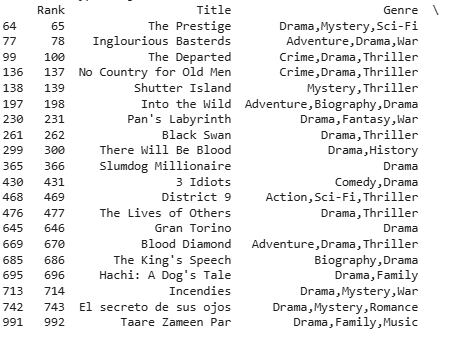 Rank Title Genre \
64 65 The Prestige Drama,Mystery,Sci-Fi
77 78 Inglourious Basterds Adventure,Drama,War
99 100 The Departed Crime,Drama,Thriller
136 137 No Country for Old Men Crime,Drama,Thriller
138 139 Shutter Island Mystery,Thriller
197 198 Into the Wild Adventure,Biography,Drama
230 231 Pan's Labyrinth Drama,Fantasy,War
261 262 Black Swan Drama,Thriller
299 300 There Will Be Blood Drama,History
365 366 Slumdog Millionaire Drama
430 431 3 Idiots Comedy,Drama
468 469 District 9 Action,Sci-Fi,Thriller
476 477 The Lives of Others Drama,Thriller
645 646 Gran Torino Drama
669 670 Blood Diamond Adventure,Drama,Thriller
685 686 The King's Speech Biography,Drama
695 696 Hachi: A Dog's Tale Drama,Family
713 714 Incendies Drama,Mystery,War
742 743 El secreto de sus ojos Drama,Mystery,Romance
991 992 Taare Zameen Par Drama,Family,Music